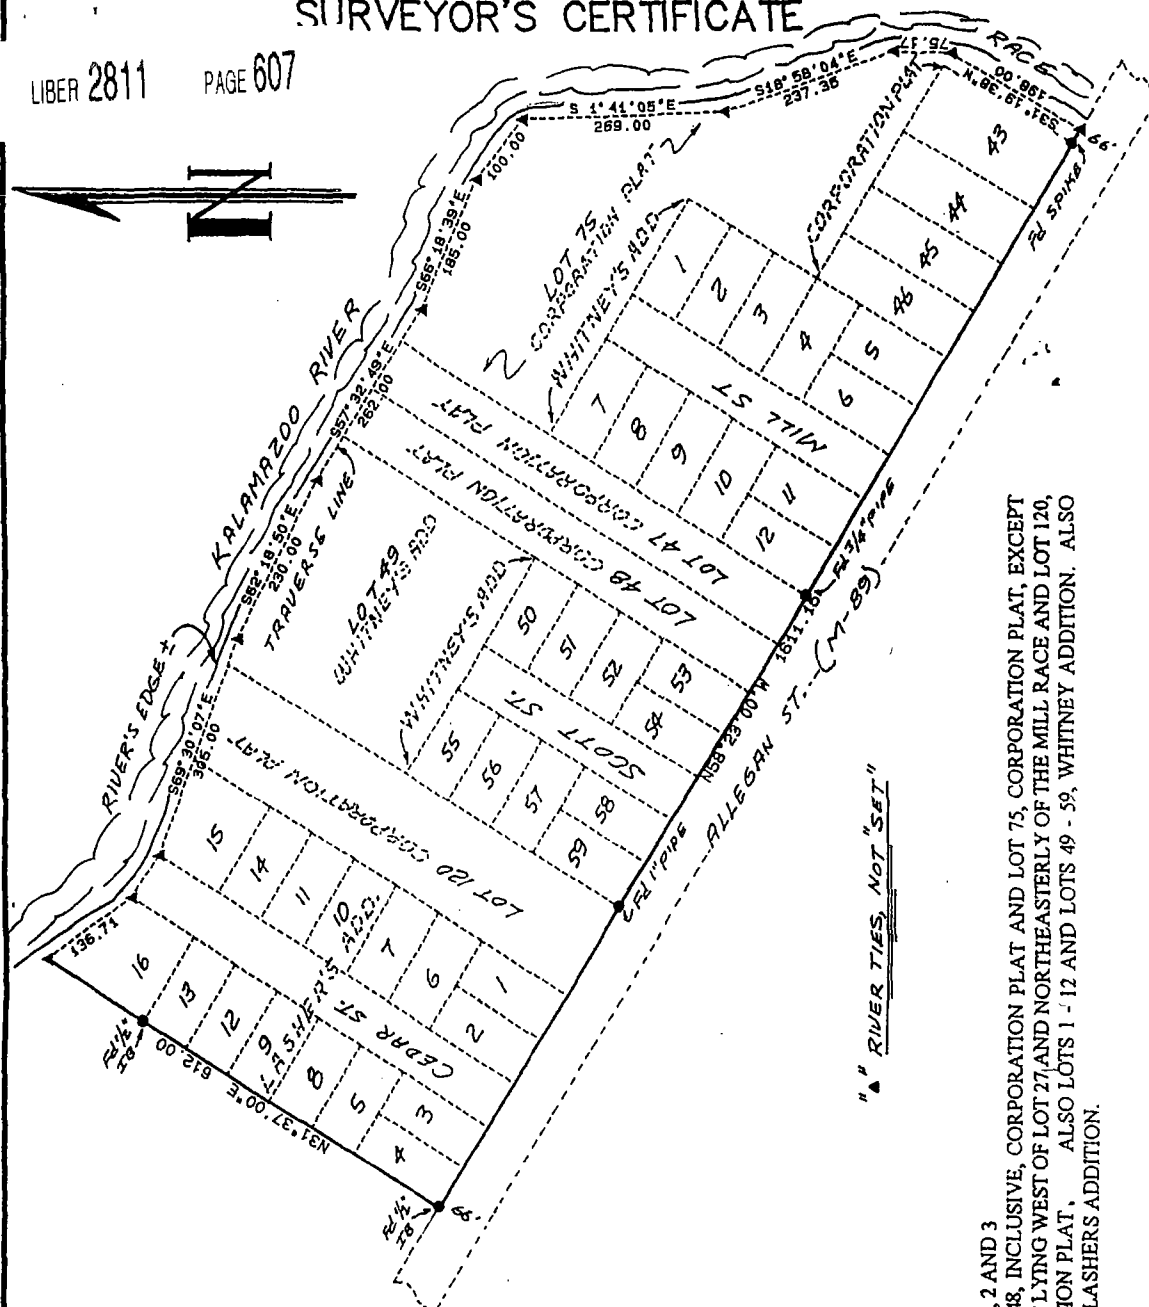 SURVEYOR'S CERTIFICATE
LIBER 2811 PAGE 607
N
RACE
75.17
198.00
S31°19'38"W
S18°58'04"E
237.35
S 1°41'05"E
269.00
100.00
S66°18'39"E
185.00
S57°32'49"E
262.00
S62°18'50"E
230.00
S69°30'07"E
395.00
136.71
KALAMAZOO RIVER
RIVER'S EDGE ±
TRAVERSE LINE
LOT 75
CORPORATION PLAT
WHITNEY'S ADD
CORPORATION PLAT
43
44
45
46
1
2
3
4
5
6
MILL ST
7
8
9
10
11
12
LOT 47 CORPORATION PLAT
LOT 48 CORPORATION PLAT
LOT 49
WHITNEY'S ADD
WHITNEY'S ADD
50
51
52
53
54
SCOTT ST.
55
56
57
58
59
LOT 120 CORPORATION PLAT
15
14
11
10
7
6
1
2
LASHER'S ADD.
CEDAR ST.
16
13
12
9
8
5
3
4
Fd 1/2" IB
N31°37'00"E
612.00
Fd 1/2" IB
66'
Fd 1" PIPE
N58°23'00"W
1611.16
Fd 3/4" PIPE
Fd SPIKE
66'
ALLEGAN ST. (M-89)
"▲" RIVER TIES, NOT "SET"
, 2 AND 3
48, INCLUSIVE, CORPORATION PLAT AND LOT 75, CORPORATION PLAT, EXCEPT
LYING WEST OF LOT 27 AND NORTHEASTERLY OF THE MILL RACE AND LOT 120,
ION PLAT. ALSO LOTS 1 - 12 AND LOTS 49 - 59, WHITNEY ADDITION. ALSO
LASHERS ADDITION.